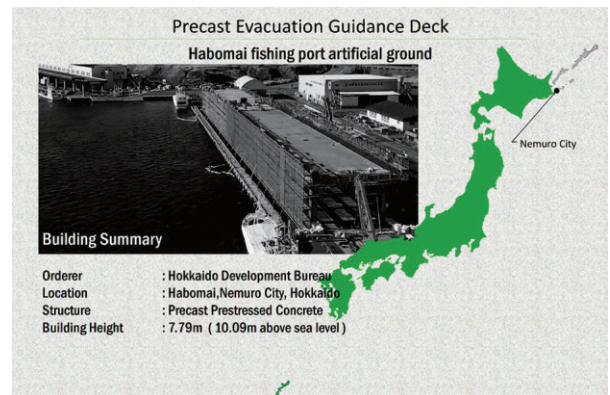 Precast Evacuation Guidance Deck
Habomai fishing port artificial ground
Nemuro City
Building Summary
Orderer : Hokkaido Development Bureau
Location : Habomai,Nemuro City, Hokkaido
Structure : Precast Prestressed Concrete
Building Height : 7.79m ( 10.09m above sea level )